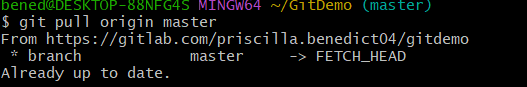 bened@DESKTOP-88NFG4S MINGW64 ~/GitDemo (master)
$ git pull origin master
From https://gitlab.com/priscilla.benedict04/gitdemo
 * branch            master     -> FETCH_HEAD
Already up to date.